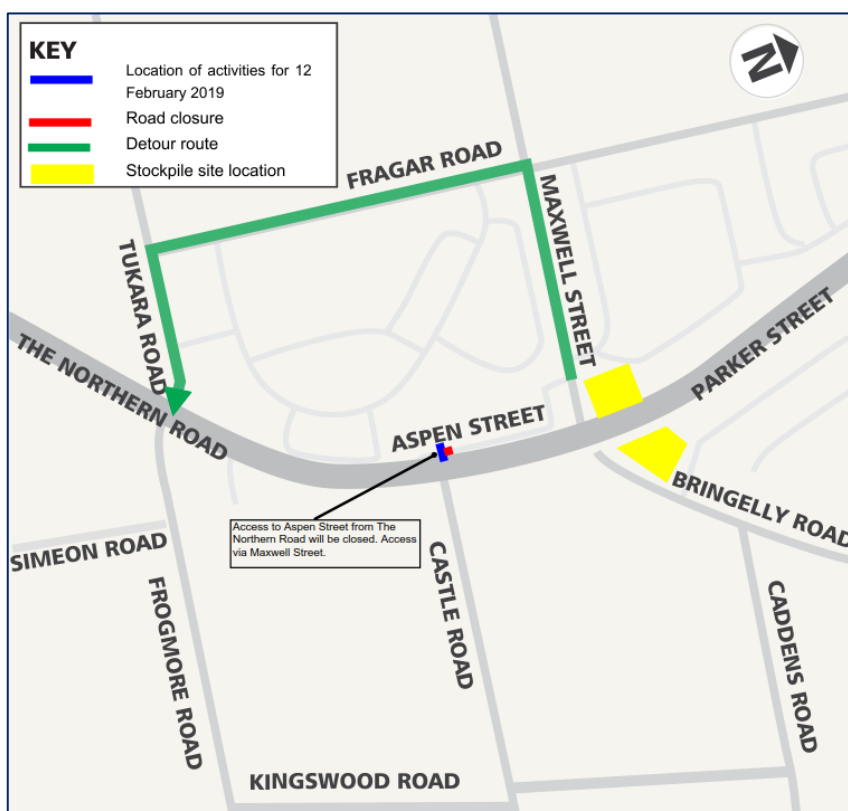 KEY
Location of activities for 12
February 2019
Road closure
Detour route
Stockpile site location
N
FRAGAR ROAD
MAXWELL STREET
TUKARA ROAD
THE NORTHERN ROAD
PARKER STREET
ASPEN STREET
Access to Aspen Street from The
Northern Road will be closed. Access
via Maxwell Street.
BRINGELLY ROAD
SIMEON ROAD
CASTLE ROAD
FROGMORE ROAD
CADDENS ROAD
KINGSWOOD ROAD